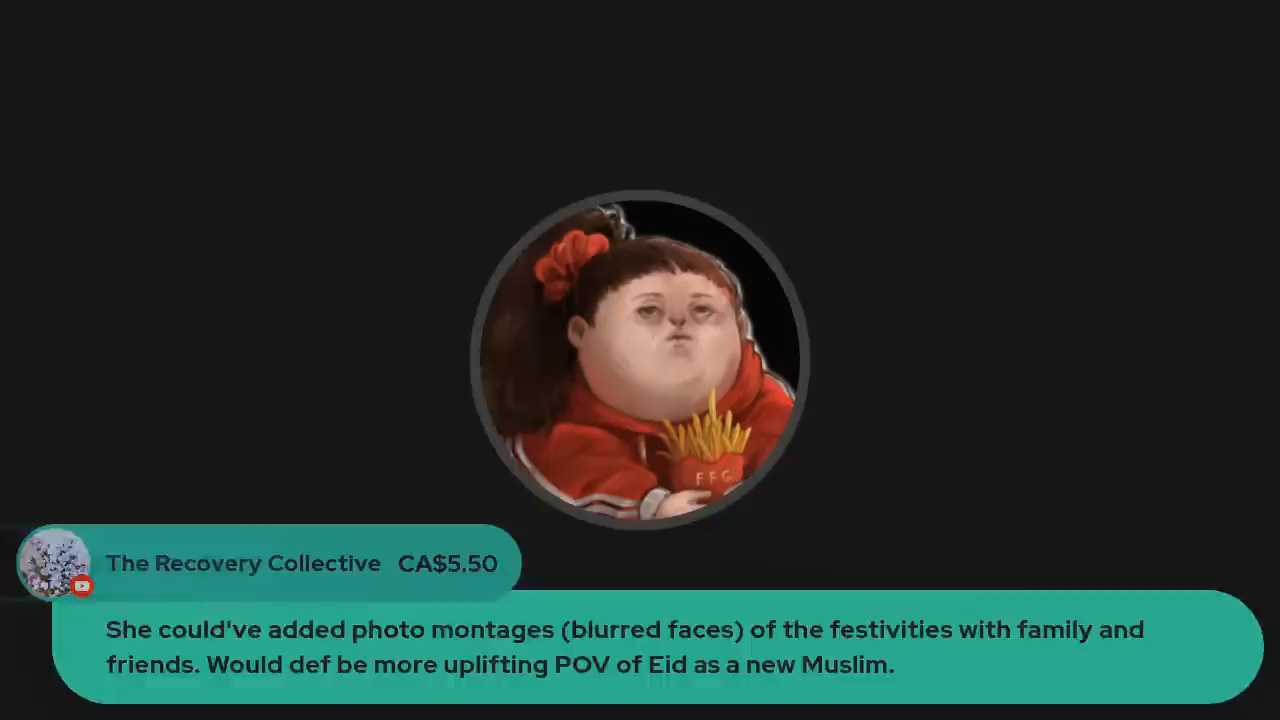 FFG
The Recovery Collective CA$5.50
She could've added photo montages (blurred faces) of the festivities with family and
friends. Would def be more uplifting POV of Eid as a new Muslim.